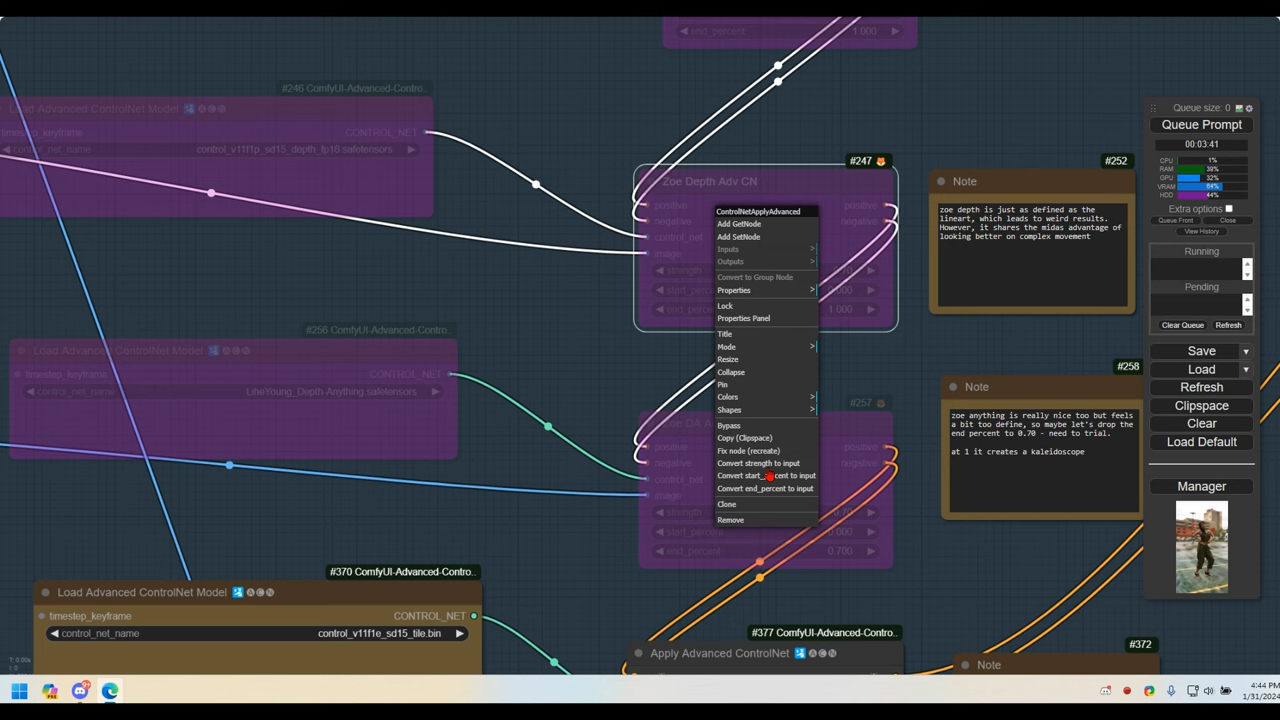 end_percent
1.000
#246 ComfyUI-Advanced-Contro..
Load Advanced ControlNet Model
timestep_keyframe
CONTROL_NET
control_net_name
control_v11f1p_sd15_depth_fp16.safetensors
#247
Zoe Depth Adv CN
positive
positive
negative
negative
control_net
image
strength
start_
end_
1.000
ControlNetApplyAdvanced
Add GetNode
Add SetNode
Inputs
Outputs
Convert to Group Node
Properties
Lock
Properties Panel
Title
Mode
Resize
Collapse
Pin
Colors
Shapes
Bypass
Copy (Clipspace)
Fix node (recreate)
Convert strength to input
Convert end_percent to input
Clone
Remove
#252
Note
zoe depth is just as defined as the
lineart, which leads to weird results.
However, it shares the midas advantage of
looking better on complex movement
#256 ComfyUI-Advanced-Contro..
Load Advanced ControlNet Model
timestep_keyframe
CONTROL_NET
control_net_name
LiheYoung_Depth Anything.safetensors
#257
positive
positive
negative
negative
control_net
image
strength
start_percent
0.000
end_percent
0.700
#258
Note
zoe anything is really nice too but feels
a bit too define, so maybe let's drop the
end percent to 0.70 - need to trial.
at 1 it creates a kaleidoscope
#370 ComfyUI-Advanced-Contro..
Load Advanced ControlNet Model
timestep_keyframe
CONTROL_NET
control_net_name
control_v11f1e_sd15_tile.bin
#377 ComfyUI-Advanced-Contro..
Apply Advanced ControlNet
#372
Note
Queue size: 0
Queue Prompt
00:03:41
CPU
1%
RAM
GPU
32%
VRAM
64%
HDD
44%
Extra options
Queue Front
Close
View History
Running
Pending
Clear Queue
Refresh
Save
Load
Refresh
Clipspace
Clear
Load Default
Manager
T: 0.00s
4:44 PM
1/31/2024